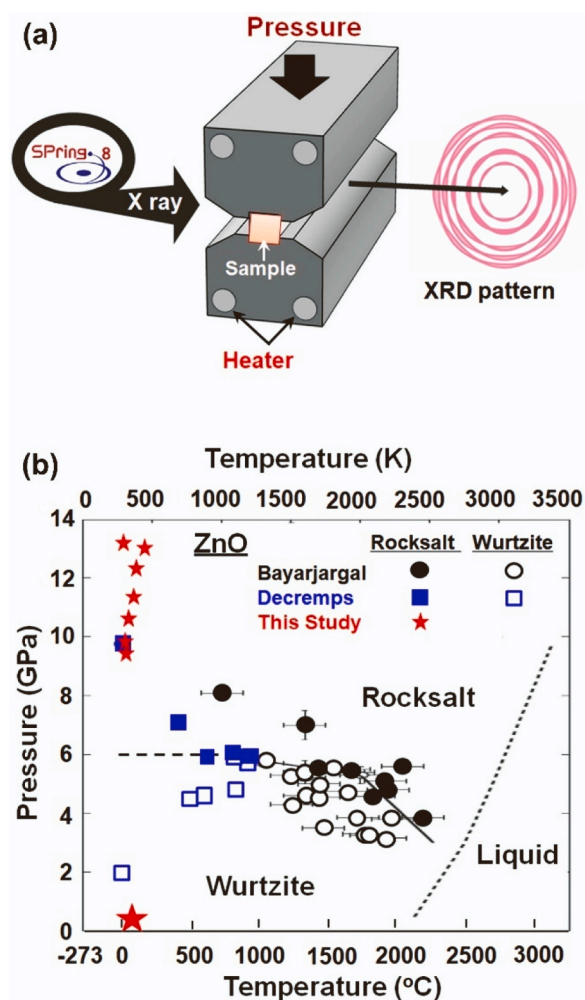 (a)
Pressure
SPring-8
X ray
Sample
XRD pattern
Heater
(b)
Temperature (K)
0 500 1000 1500 2000 2500 3000 3500
14
12
10
8
6
4
2
0
Pressure (GPa)
ZnO
Rocksalt Wurtzite
Bayarjargal
Decremps
This Study
Rocksalt
Wurtzite
Liquid
-273 0 500 1000 1500 2000 2500 3000
Temperature (°C)